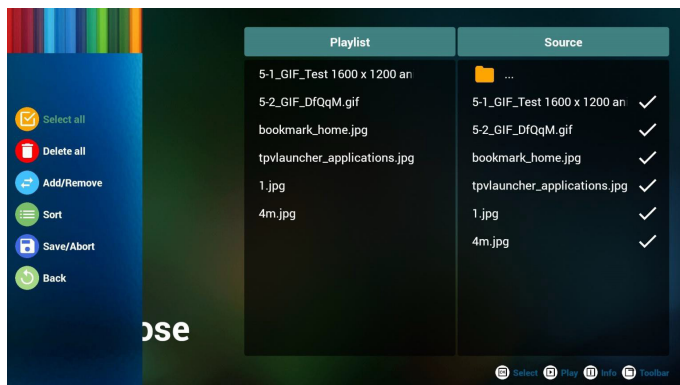 Select all
Delete all
Add/Remove
Sort
Save/Abort
Back
ose
Playlist
5-1_GIF_Test 1600 x 1200 an
5-2_GIF_DfQqM.gif
bookmark_home.jpg
tpvlauncher_applications.jpg
1.jpg
4m.jpg
Source
...
5-1_GIF_Test 1600 x 1200 an
5-2_GIF_DfQqM.gif
bookmark_home.jpg
tpvlauncher_applications.jpg
1.jpg
4m.jpg
Select Play Info Toolbar